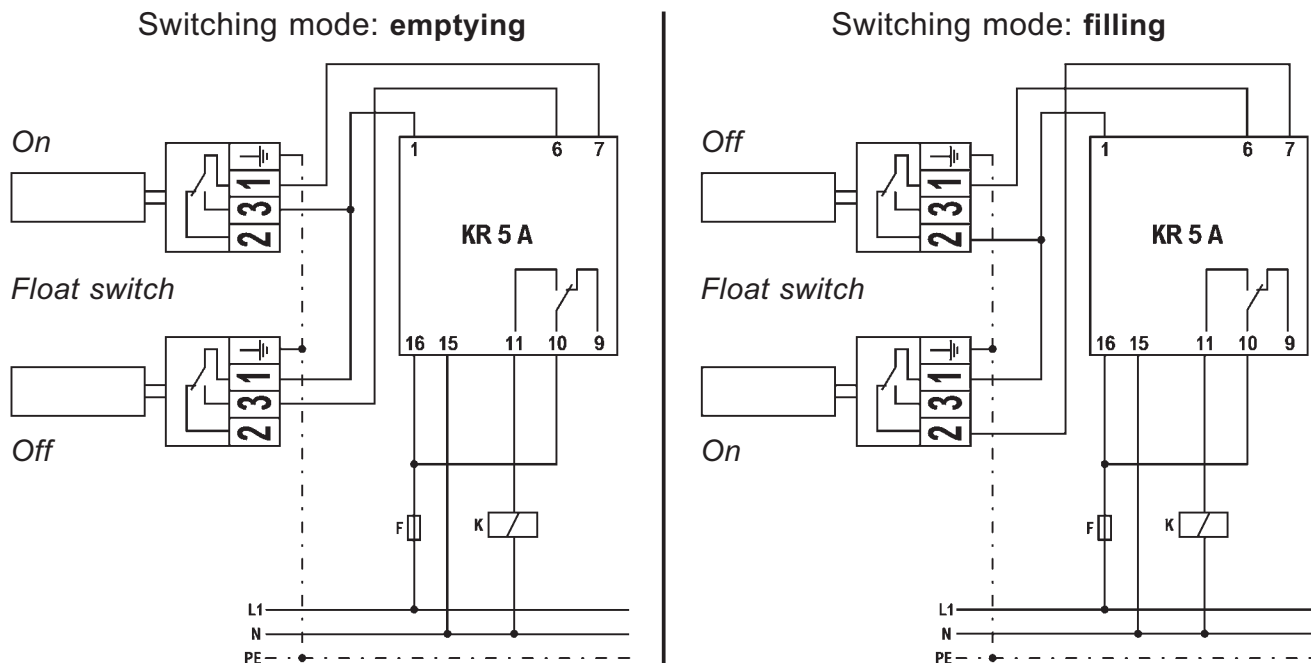 Switching mode: emptying
On
1 6 7
1
3
2
KR 5 A
Float switch
16 15 11 10 9
1
3
2
Off
F K
L1
N
PE
Switching mode: filling
Off
1 6 7
1
3
2
KR 5 A
Float switch
16 15 11 10 9
1
3
2
On
F K
L1
N
PE